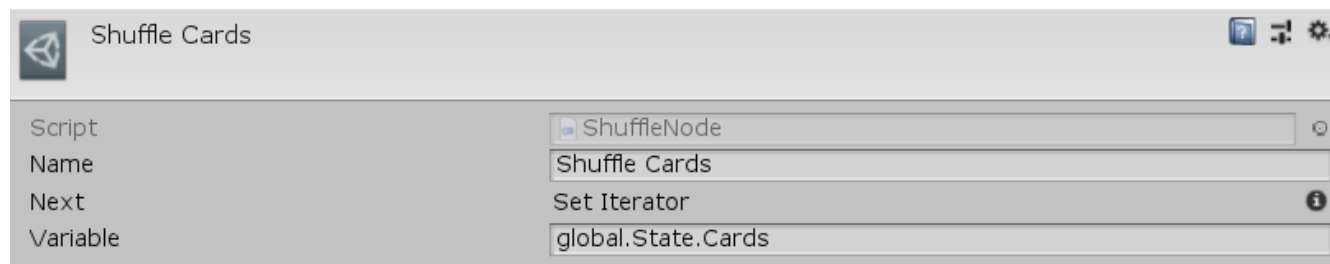 Shuffle Cards
Script ShuffleNode
Name Shuffle Cards
Next Set Iterator
Variable global.State.Cards